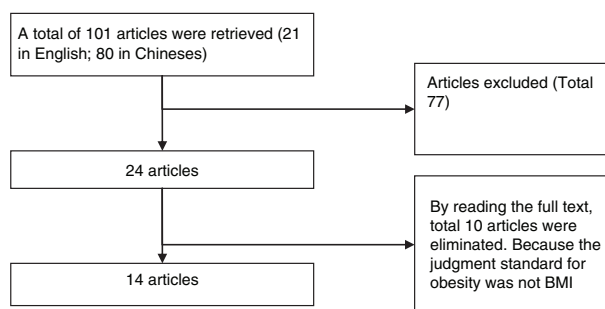 A total of 101 articles were retrieved (21
in English; 80 in Chineses)
Articles excluded (Total
77)
24 articles
By reading the full text,
total 10 articles were
eliminated. Because the
judgment standard for
obesity was not BMI
14 articles